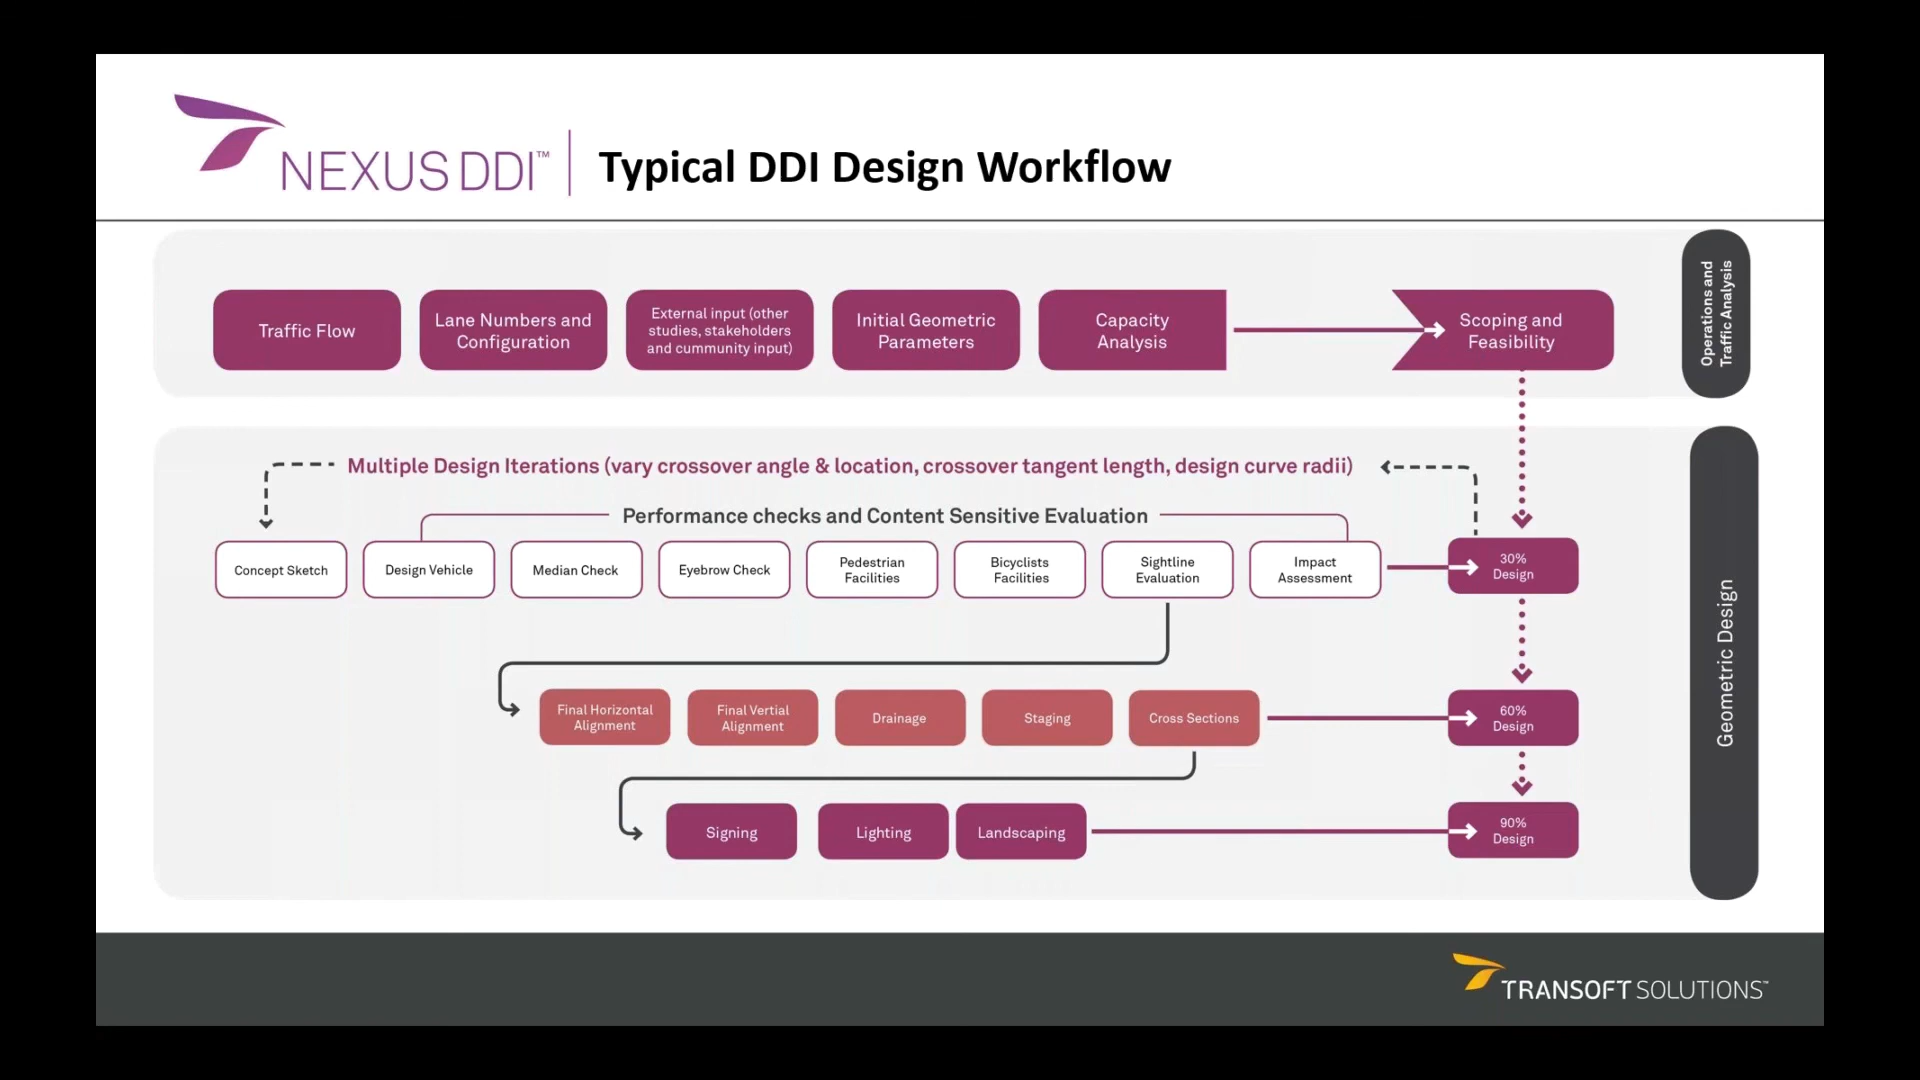 NEXUS DDI™
Typical DDI Design Workflow
Traffic Flow
Lane Numbers and
Configuration
External input (other
studies, stakeholders
and cummunity input)
Initial Geometric
Parameters
Capacity
Analysis
Scoping and
Feasibility
Operations and
Traffic Analysis
Multiple Design Iterations (vary crossover angle & location, crossover tangent length, design curve radii)
Performance checks and Content Sensitive Evaluation
Concept Sketch
Design Vehicle
Median Check
Eyebrow Check
Pedestrian
Facilities
Bicyclists
Facilities
Sightline
Evaluation
Impact
Assessment
30%
Design
Final Horizontal
Alignment
Final Vertial
Alignment
Drainage
Staging
Cross Sections
60%
Design
Signing
Lighting
Landscaping
90%
Design
Geometric Design
TRANSOFT SOLUTIONS™